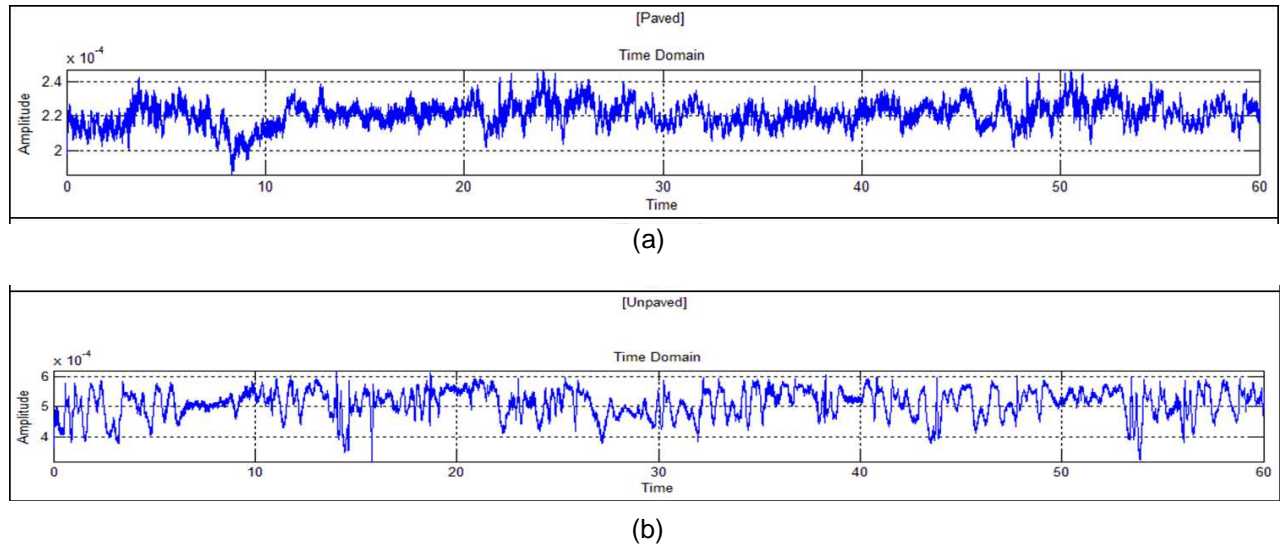 [Paved]
Time Domain
x 10⁻⁴
2.4
2.2
2
Amplitude
0 10 20 30 40 50 60
Time
(a)
[Unpaved]
Time Domain
x 10⁻⁴
6
5
4
Amplitude
0 10 20 30 40 50 60
Time
(b)